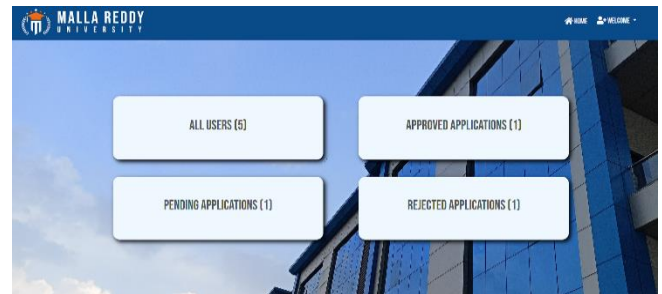 MALLA REDDY
UNIVERSITY
HOME WELCOME
ALL USERS (5)
APPROVED APPLICATIONS (1)
PENDING APPLICATIONS (1)
REJECTED APPLICATIONS (1)